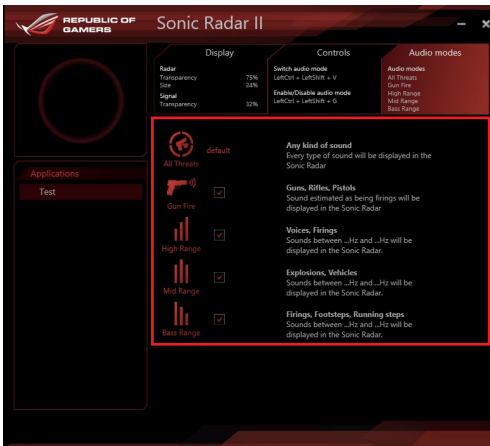 REPUBLIC OF
GAMERS
Sonic Radar II
Display
Radar
Transparency 75%
Size 24%
Signal
Transparency 32%
Controls
Switch audio mode
LeftCtrl + LeftShift + V
Enable/Disable audio mode
LeftCtrl + LeftShift + G
Audio modes
Audio modes
All Threats
Gun Fire
High Range
Mid Range
Bass Range
Applications
Test
All Threats
default
Any kind of sound
Every type of sound will be displayed in the
Sonic Radar
Gun Fire
Guns, Rifles, Pistols
Sound estimated as being firings will be
displayed in the Sonic Radar
High Range
Voices, Firings
Sounds between ...Hz and ...Hz will be
displayed in the Sonic Radar.
Mid Range
Explosions, Vehicles
Sounds between ...Hz and ...Hz will be
displayed in the Sonic Radar.
Bass Range
Firings, Footsteps, Running steps
Sounds between ...Hz and ...Hz will be
displayed in the Sonic Radar.